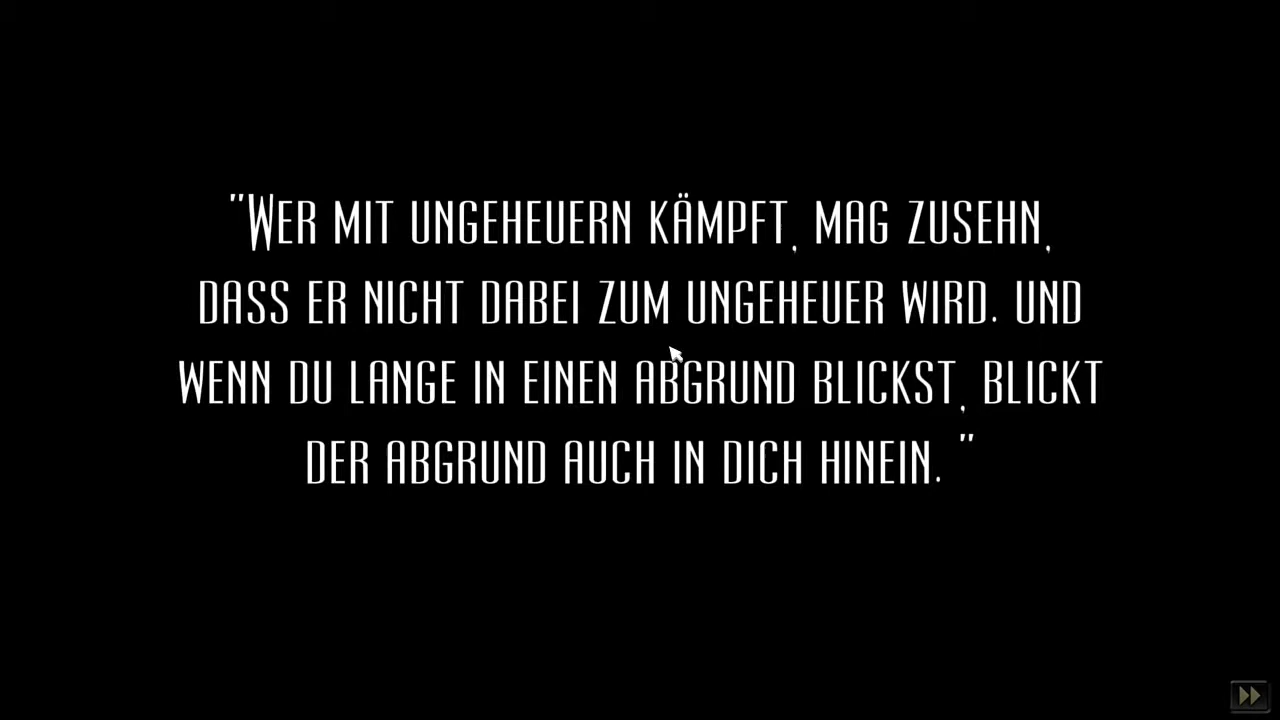 "Wer mit ungeheuern kämpft, mag zusehn,
dass er nicht dabei zum ungeheuer wird. und
wenn du lange in einen abgrund blickst, blickt
der abgrund auch in dich hinein. "